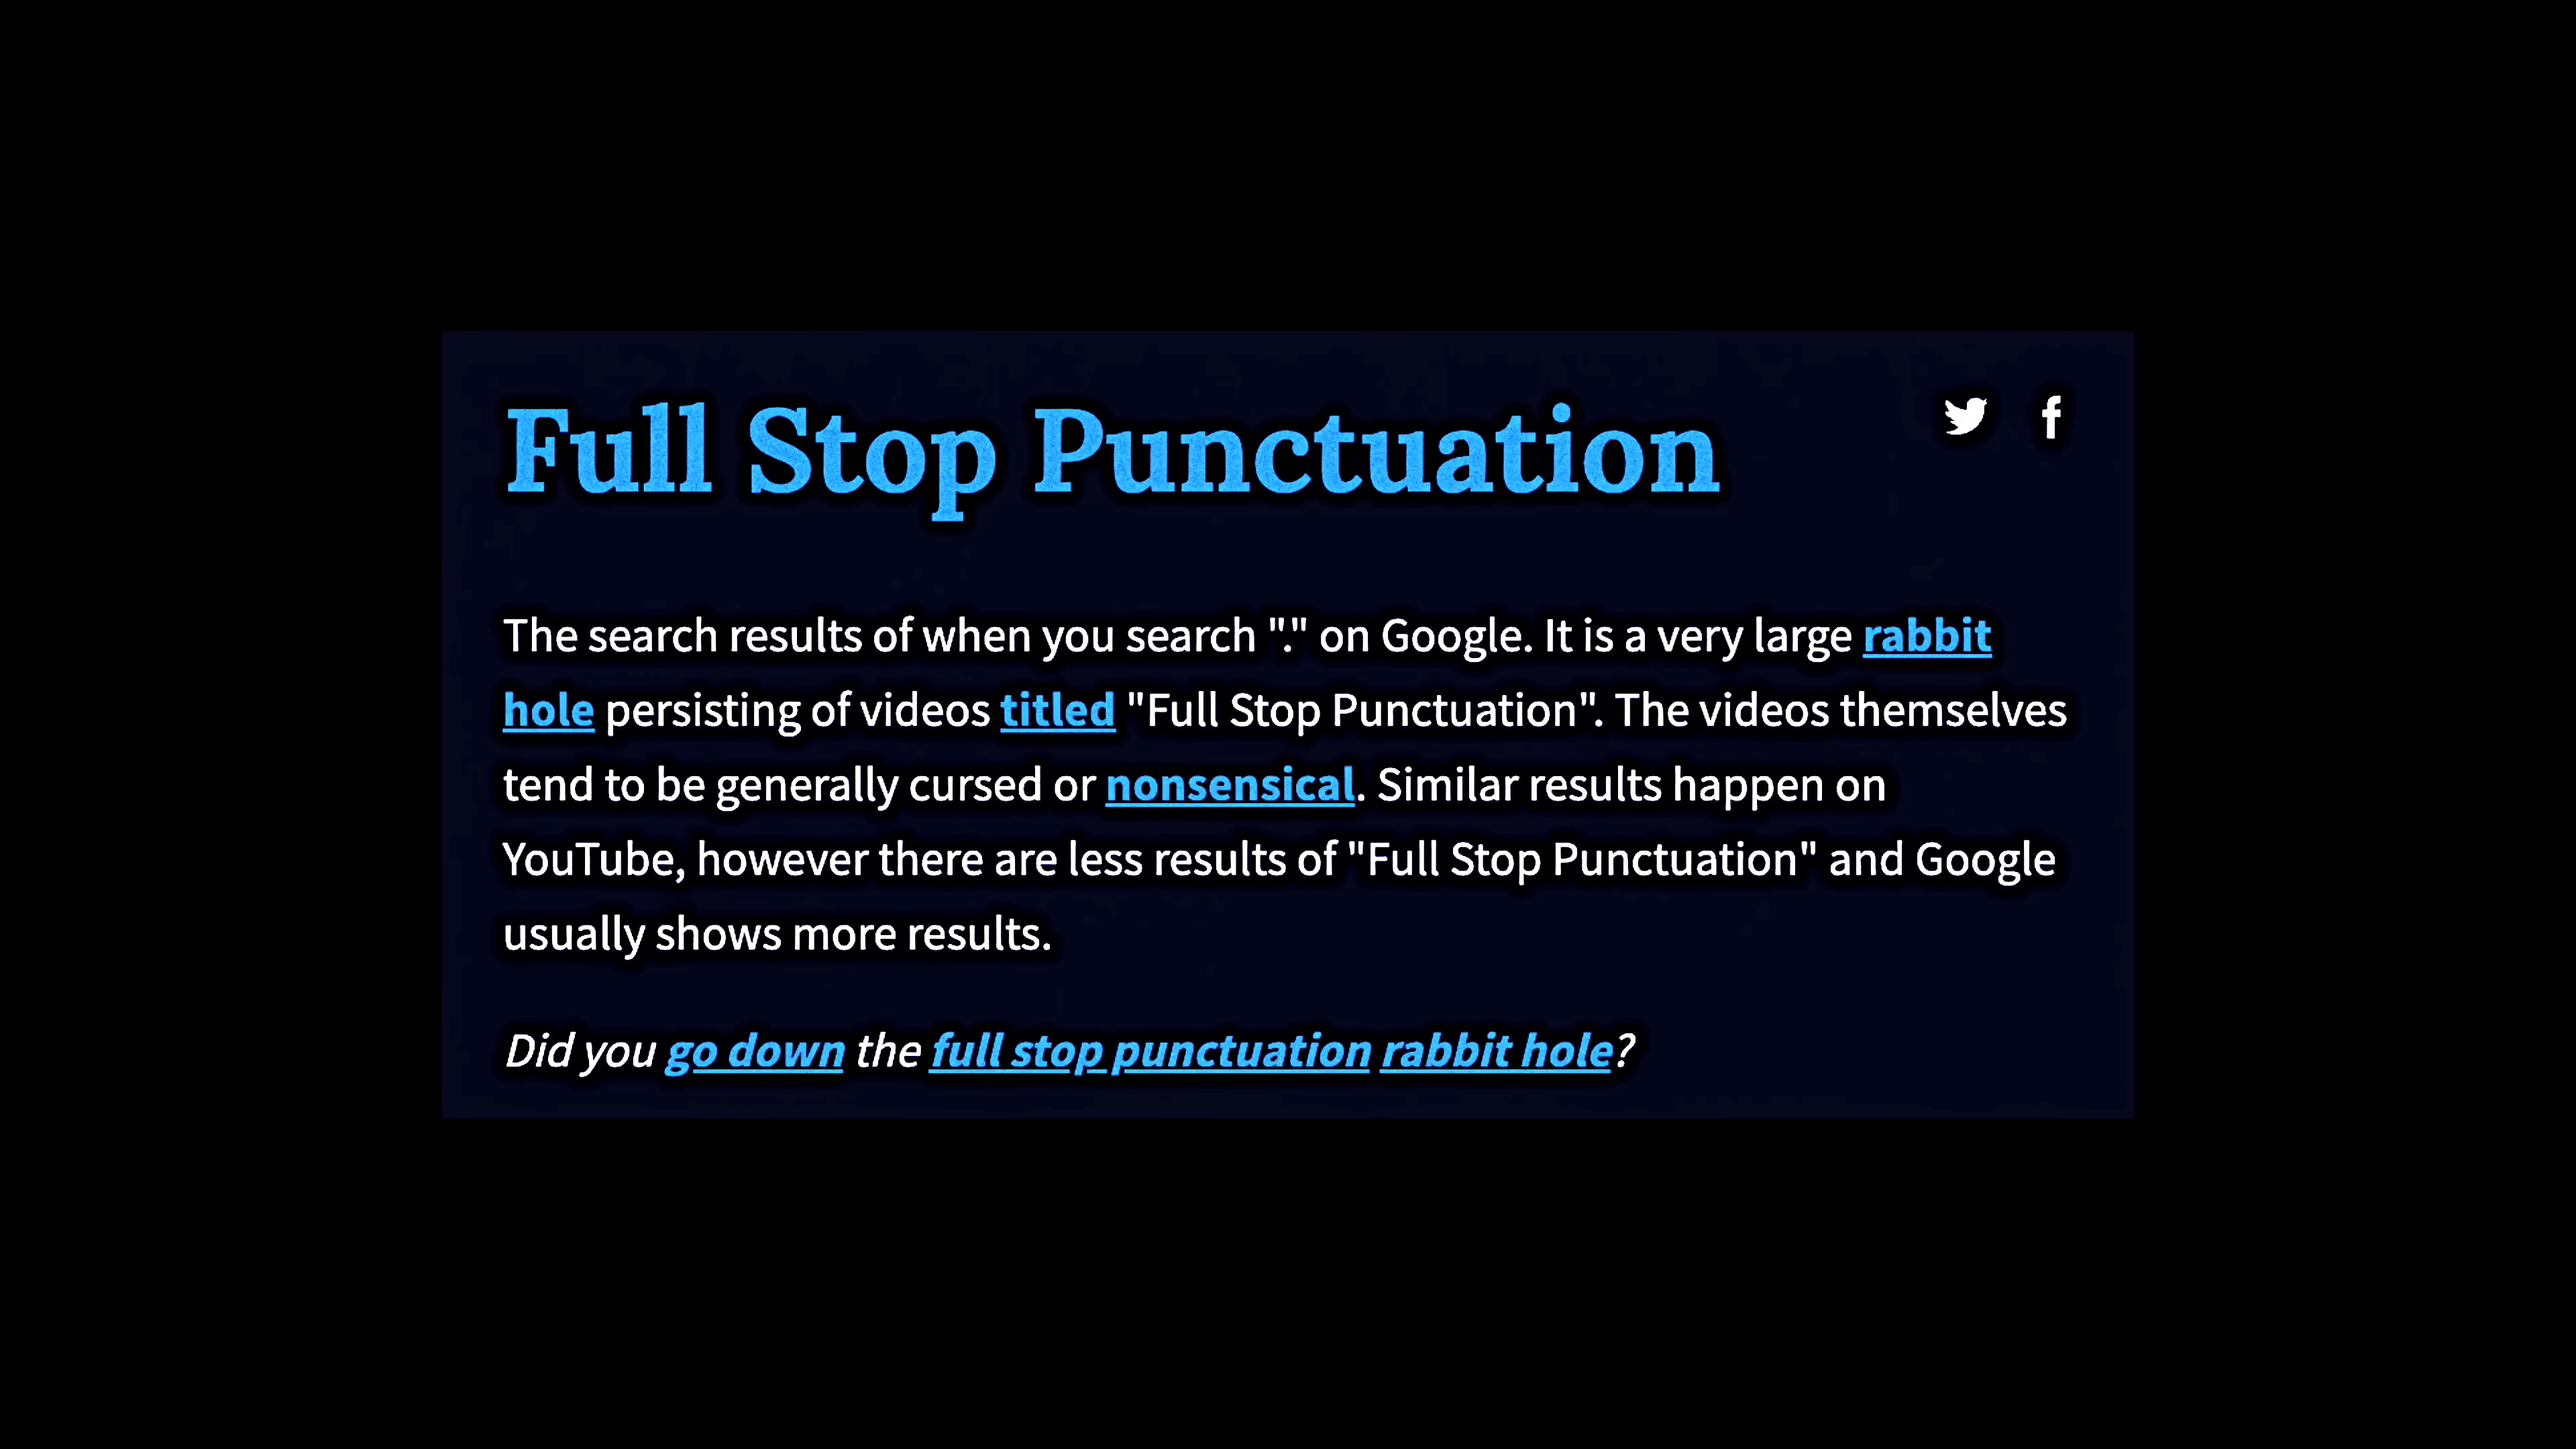 Full Stop Punctuation
The search results of when you search "." on Google. It is a very large rabbit
hole persisting of videos titled "Full Stop Punctuation". The videos themselves
tend to be generally cursed or nonsensical. Similar results happen on
YouTube, however there are less results of "Full Stop Punctuation" and Google
usually shows more results.
Did you go down the full stop punctuation rabbit hole?